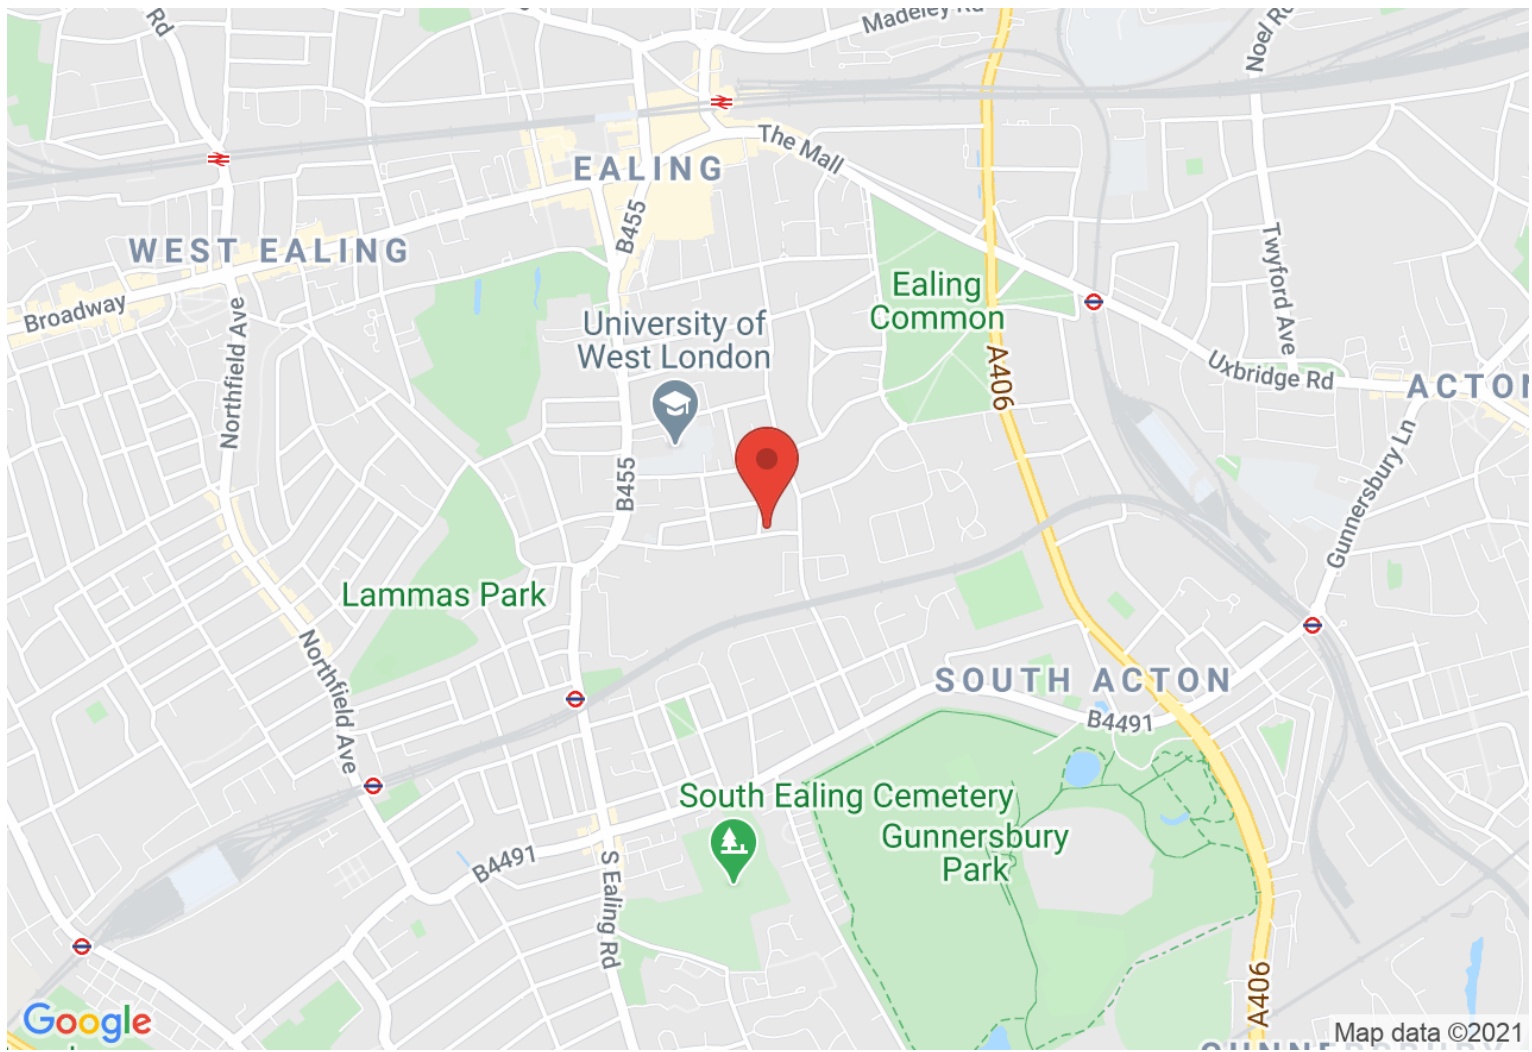 Rd
Madeley Rd
Noel Rd
The Mall
EALING
B455
WEST EALING
Broadway
Northfield Ave
Twyford Ave
Ealing
Common
University of
West London
A406
Uxbridge Rd
ACTON
B455
Gunnersbury Ln
Lammas Park
Northfield Ave
SOUTH ACTON
B4491
South Ealing Cemetery
Gunnersbury
Park
B4491
S Ealing Rd
A406
Google
Map data ©2021